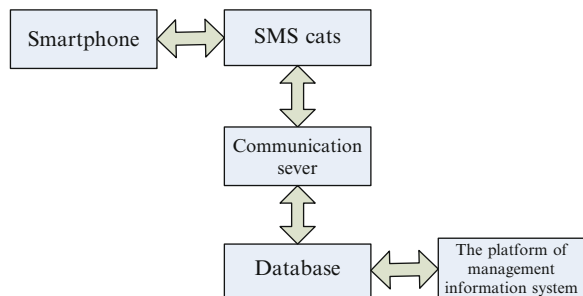 Smartphone
SMS cats
Communication
sever
Database
The platform of
management
information system